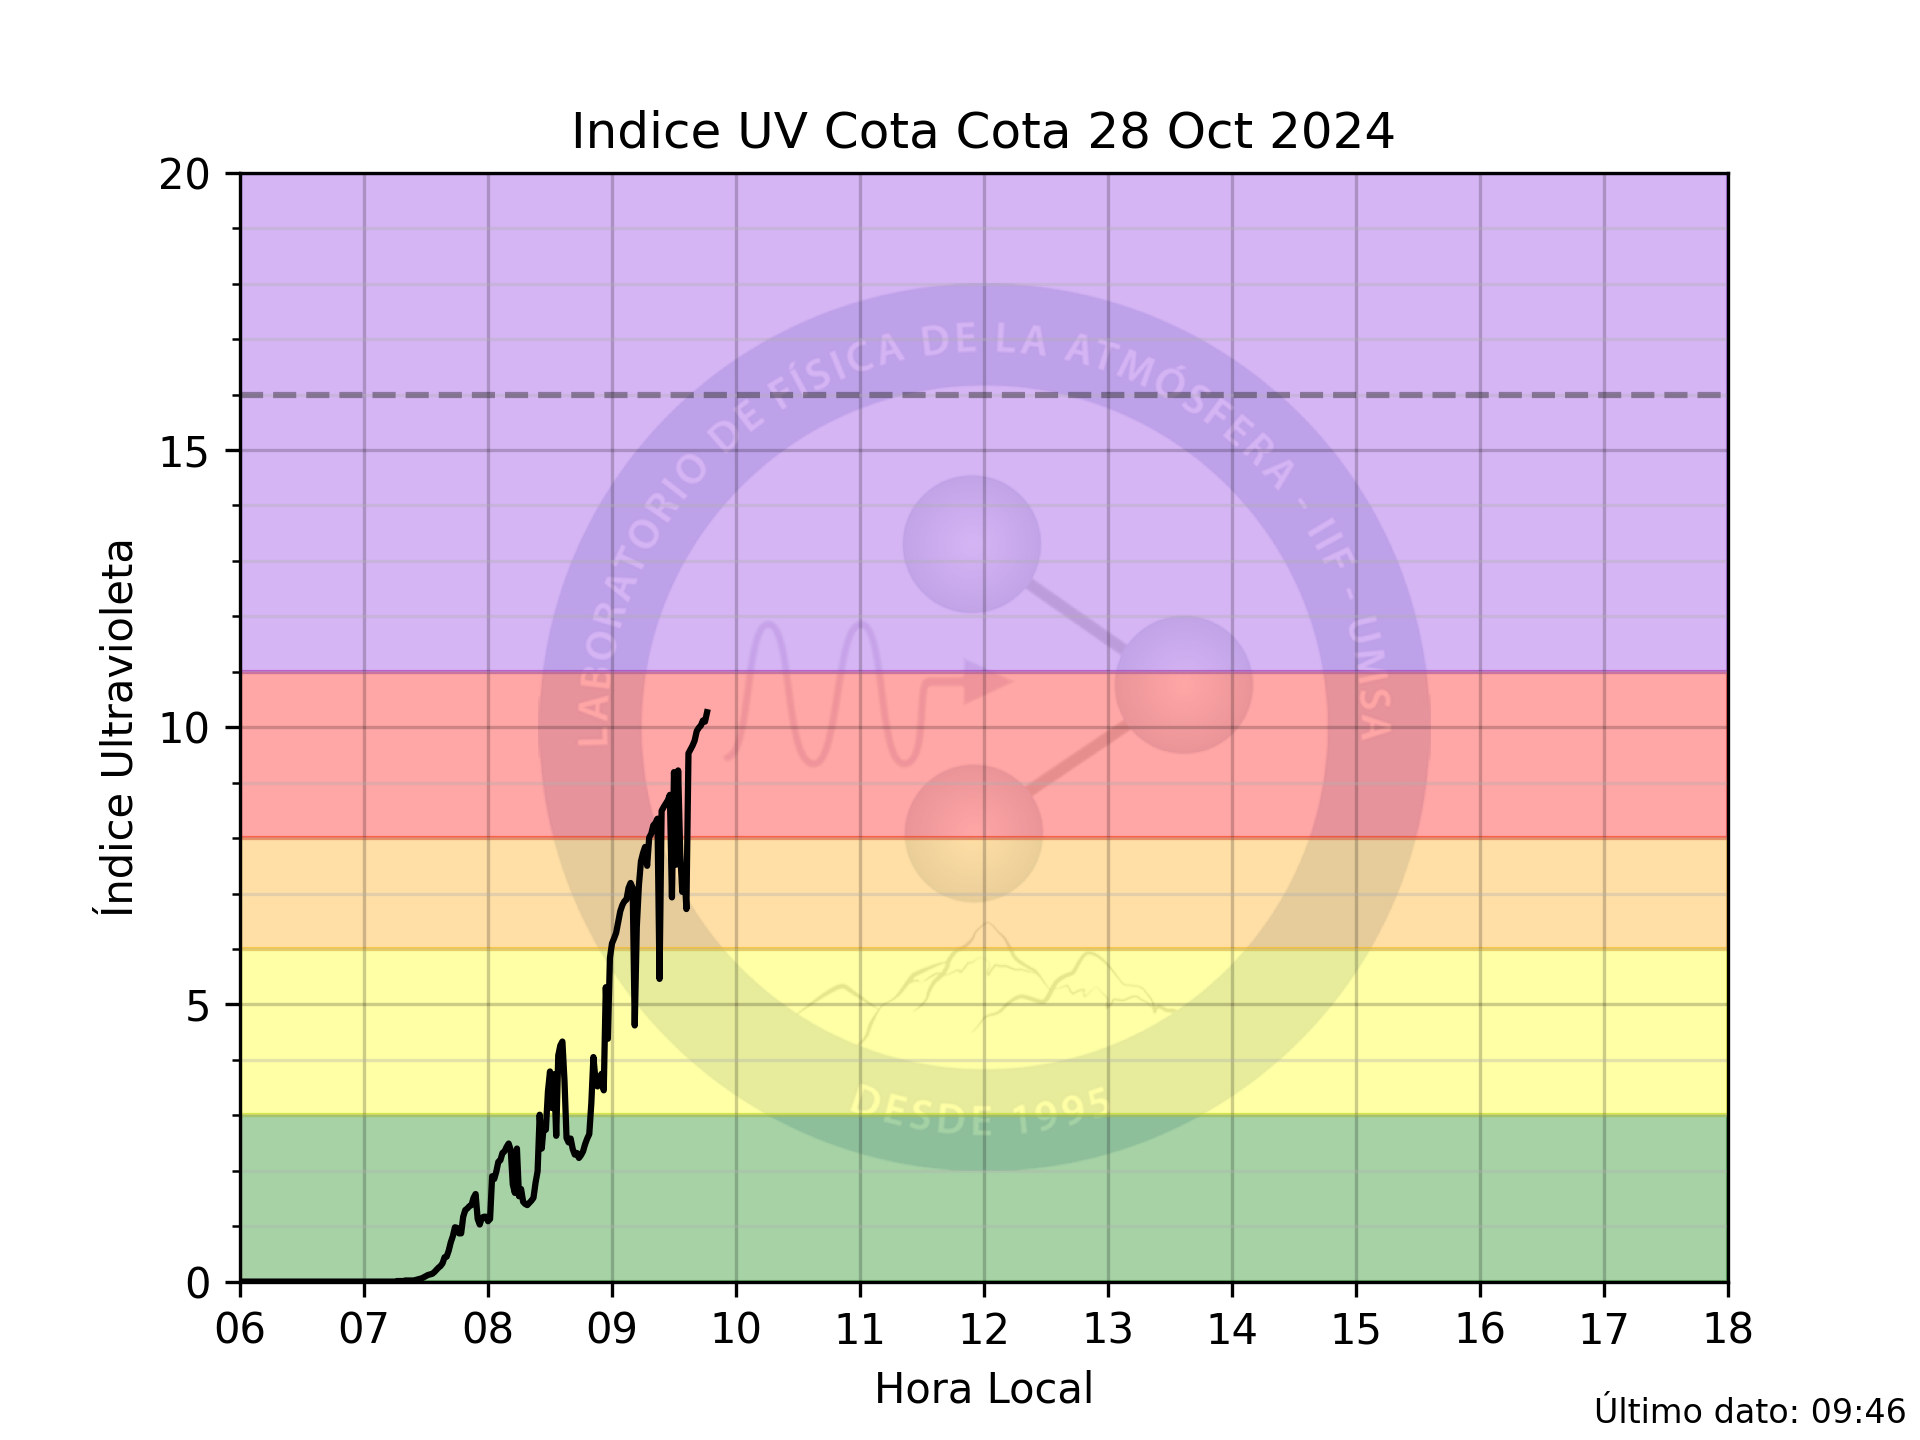 Indice UV Cota Cota 28 Oct 2024
20
15
10
5
0
Índice Ultravioleta
LABORATORIO DE FÍSICA DE LA ATMÓSFERA - IIF - UMSA
DESDE 1995
06 07 08 09 10 11 12 13 14 15 16 17 18
Hora Local
Último dato: 09:46